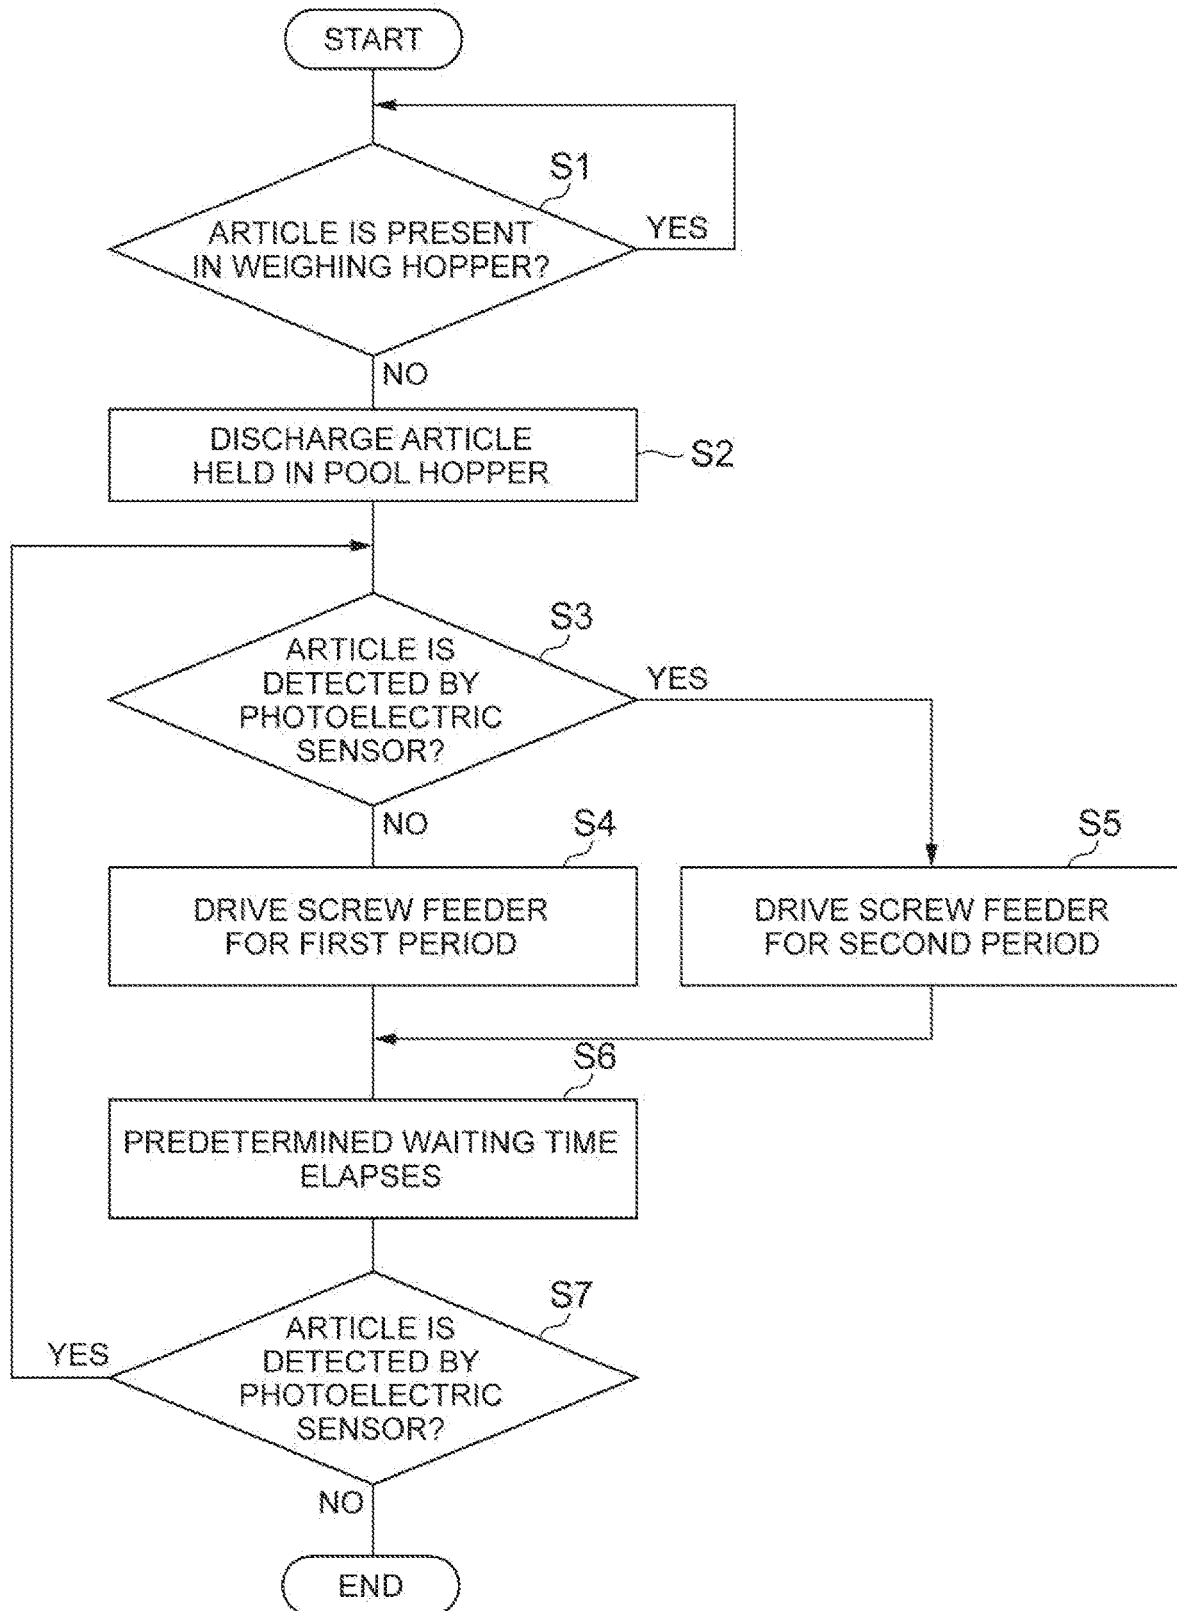 START
S1
ARTICLE IS PRESENT
IN WEIGHING HOPPER?
YES
NO
DISCHARGE ARTICLE
HELD IN POOL HOPPER
S2
S3
ARTICLE IS
DETECTED BY
PHOTOELECTRIC
SENSOR?
YES
NO
S4
DRIVE SCREW FEEDER
FOR FIRST PERIOD
S5
DRIVE SCREW FEEDER
FOR SECOND PERIOD
S6
PREDETERMINED WAITING TIME
ELAPSES
S7
ARTICLE IS
DETECTED BY
PHOTOELECTRIC
SENSOR?
YES
NO
END